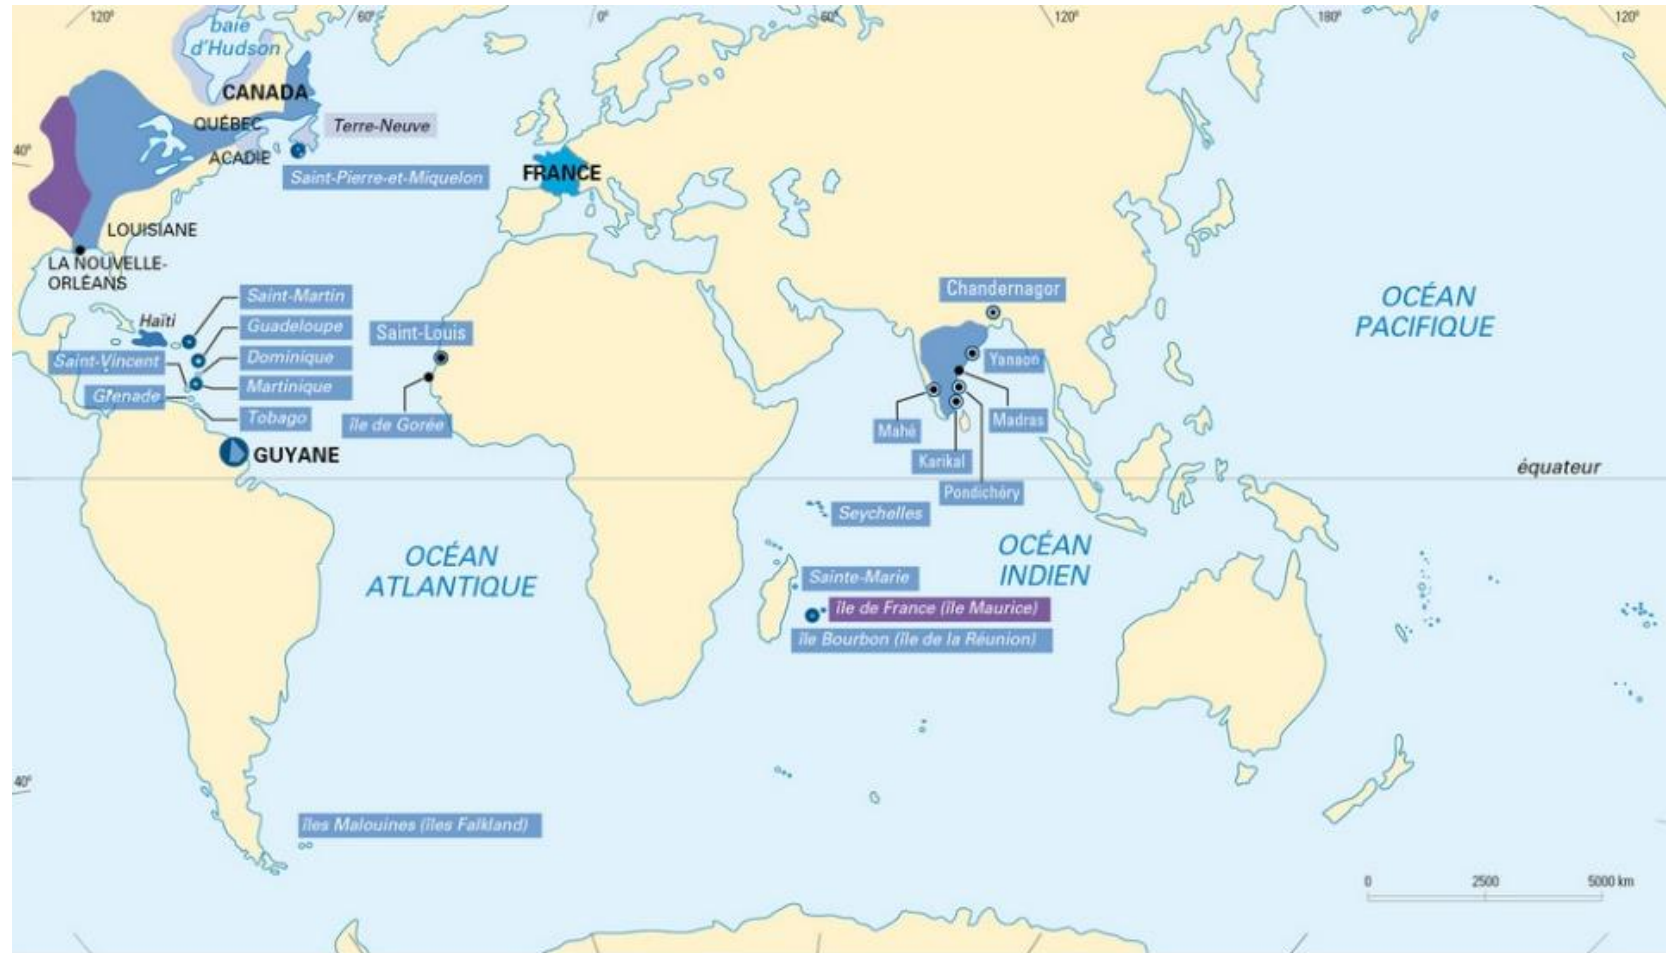 120°
60°
0°
60°
120°
180°
120°
baie
d'Hudson
CANADA
QUÉBEC
Terre-Neuve
40°
ACADIE
Saint-Pierre-et-Miquelon
FRANCE
LOUISIANE
LA NOUVELLE-
ORLÉANS
Saint-Martin
Haïti
Guadeloupe
Saint-Louis
Saint-Vincent
Dominique
Grenade
Martinique
Tobago
île de Gorée
GUYANE
Chandernagor
Yanaon
Mahé
Madras
Karikal
Pondichéry
OCÉAN
PACIFIQUE
équateur
Seychelles
OCÉAN
ATLANTIQUE
OCÉAN
INDIEN
Sainte-Marie
île de France (île Maurice)
île Bourbon (île de la Réunion)
40°
îles Malouines (îles Falkland)
0 2500 5000 km